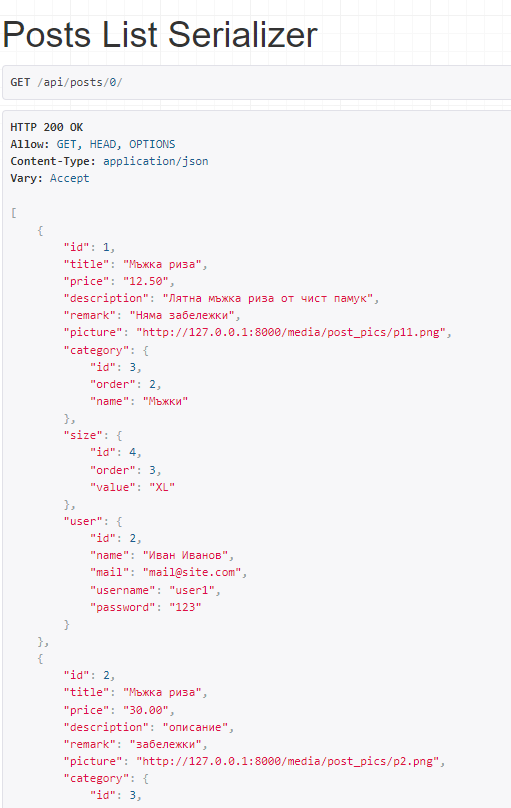 Posts List Serializer
GET /api/posts/0/
HTTP 200 OK
Allow: GET, HEAD, OPTIONS
Content-Type: application/json
Vary: Accept
[
{
"id": 1,
"title": "Мъжка риза",
"price": "12.50",
"description": "Лятна мъжка риза от чист памук",
"remark": "Няма забележки",
"picture": "http://127.0.0.1:8000/media/post_pics/p11.png",
"category": {
"id": 3,
"order": 2,
"name": "Мъжки"
},
"size": {
"id": 4,
"order": 3,
"value": "XL"
},
"user": {
"id": 2,
"name": "Иван Иванов",
"mail": "mail@site.com",
"username": "user1",
"password": "123"
}
},
{
"id": 2,
"title": "Мъжка риза",
"price": "30.00",
"description": "описание",
"remark": "забележки",
"picture": "http://127.0.0.1:8000/media/post_pics/p2.png",
"category": {
"id": 3,